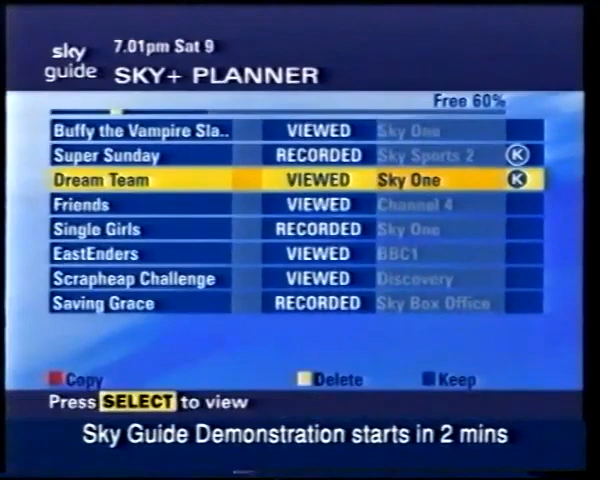 sky guide
7.01pm Sat 9
SKY+ PLANNER
Free 60%
Buffy the Vampire Sla.. VIEWED Sky One
Super Sunday RECORDED Sky Sports 2 K
Dream Team VIEWED Sky One K
Friends VIEWED Channel 4
Single Girls RECORDED Sky One
EastEnders VIEWED BBC1
Scrapheap Challenge VIEWED Discovery
Saving Grace RECORDED Sky Box Office
Copy Delete Keep
Press SELECT to view
Sky Guide Demonstration starts in 2 mins